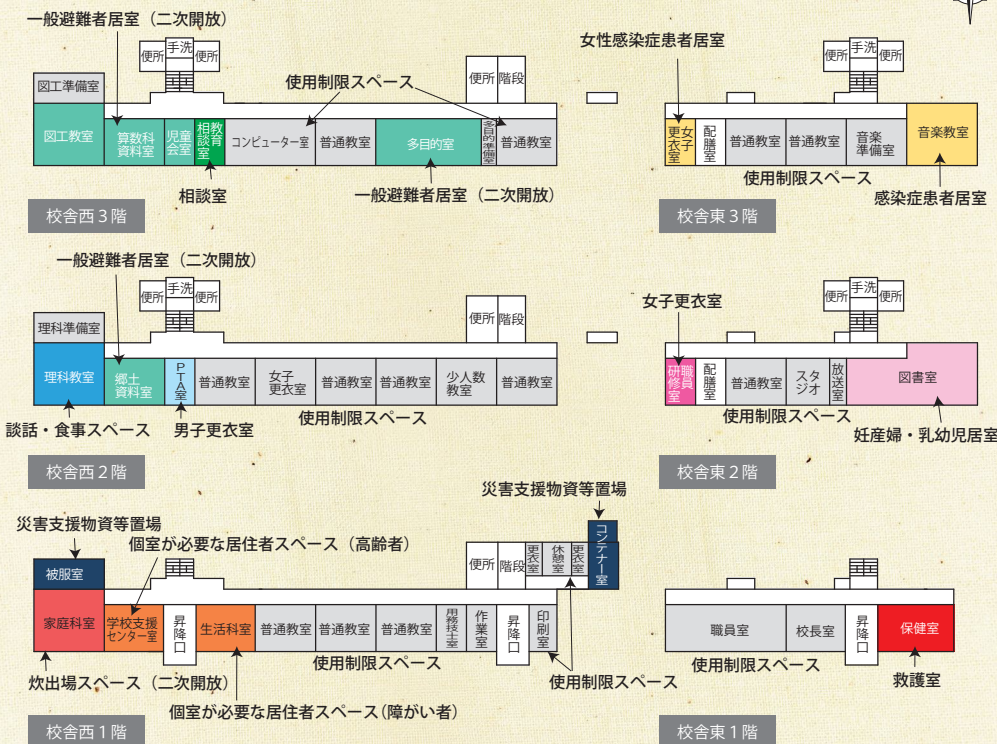 一般避難者居室（二次開放）
手洗
便所
便所
図工準備室
図工教室
算数科
資料室
児童
会室
教育
相談室
コンピューター室
普通教室
多目的室
多目的準備室
普通教室
便所
階段
使用制限スペース
相談室
一般避難者居室（二次開放）
校舎西３階
女性感染症患者居室
手洗
便所
便所
女子
更衣室
配膳室
普通教室
普通教室
音楽
準備室
音楽教室
使用制限スペース
感染症患者居室
校舎東３階
一般避難者居室（二次開放）
手洗
便所
便所
理科準備室
理科教室
郷土
資料室
PTA室
普通教室
女子
更衣室
普通教室
普通教室
少人数
教室
普通教室
便所
階段
使用制限スペース
談話・食事スペース
男子更衣室
校舎西２階
女子更衣室
手洗
便所
便所
職員
研修室
配膳室
普通教室
スタ
ジオ
放送室
図書室
使用制限スペース
妊産婦・乳幼児居室
校舎東２階
災害支援物資等置場
災害支援物資等置場
個室が必要な居住者スペース（高齢者）
被服室
家庭科室
学校支援
センター室
昇降口
生活科室
普通教室
普通教室
普通教室
用務技士室
作業室
昇降口
印刷室
便所
階段
更衣室
休憩室
更衣室
コンテナー室
使用制限スペース
使用制限スペース
炊出場スペース（二次開放）
個室が必要な居住者スペース（障がい者）
校舎西１階
職員室
校長室
昇降口
保健室
使用制限スペース
救護室
校舎東１階